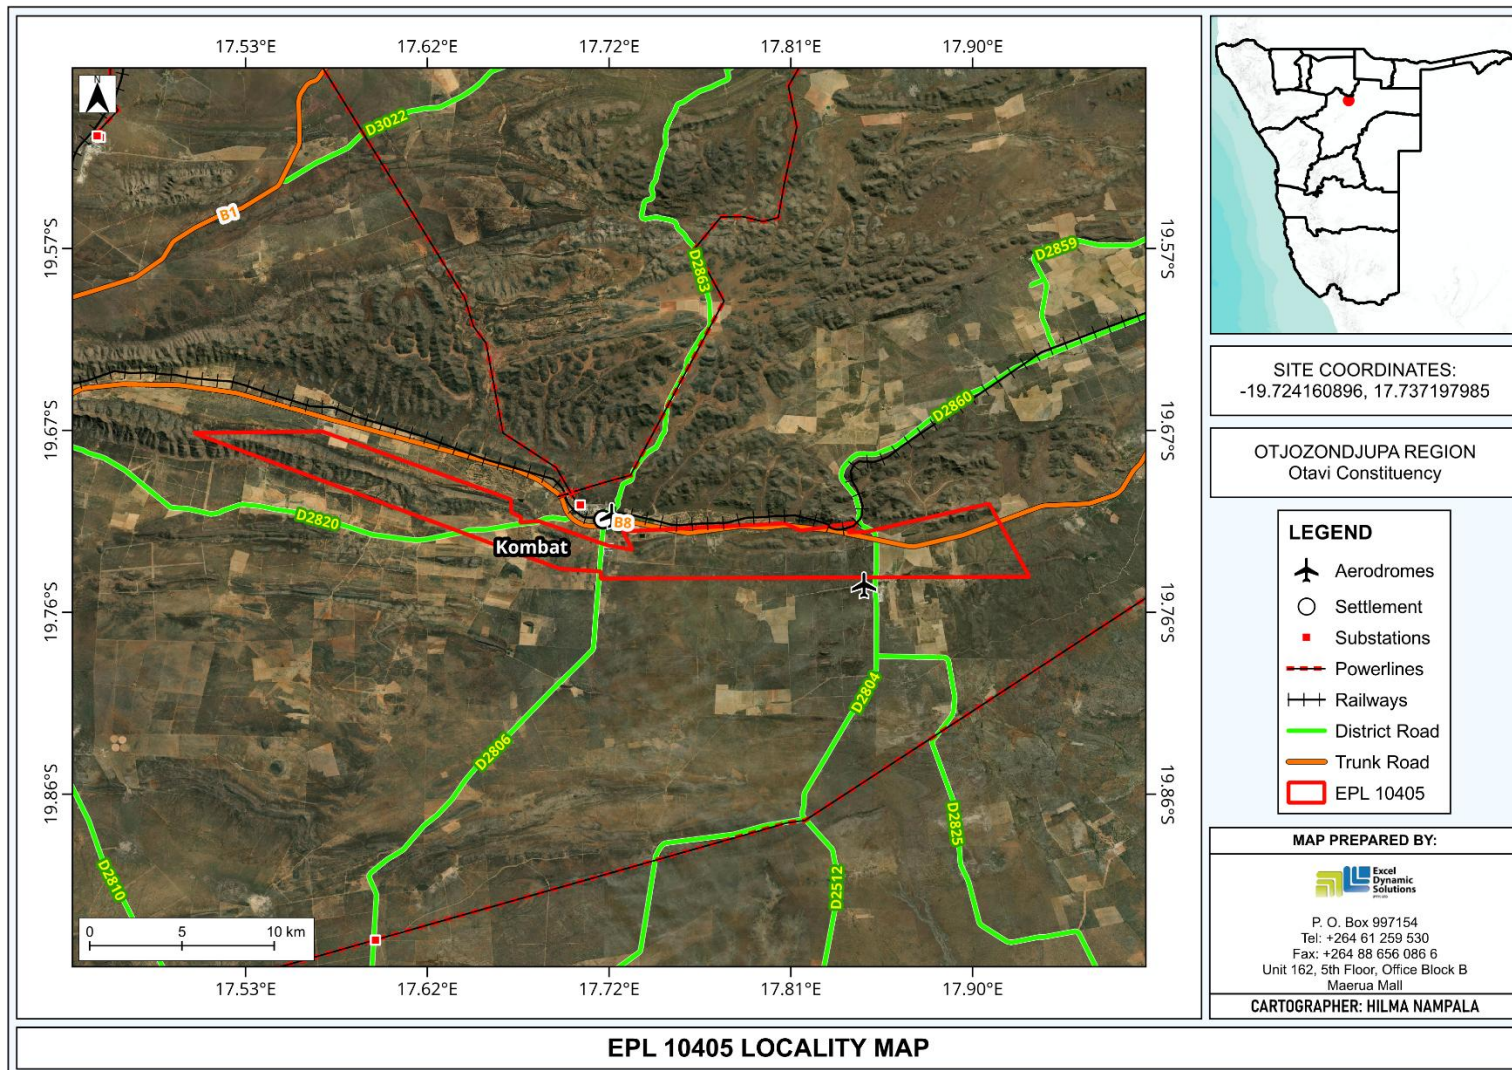 17.53°E 17.62°E 17.72°E 17.81°E 17.90°E
N
D3022
B1
19.57°S
19.57°S
D2863
D2859
D2860
19.67°S
19.67°S
D2820
B8
Kombat
19.76°S
19.76°S
D2804
D2806
19.86°S
19.86°S
D2825
D2810
D2512
0 5 10 km
17.53°E 17.62°E 17.72°E 17.81°E 17.90°E
SITE COORDINATES:
-19.724160896, 17.737197985
OTJOZONDJUPA REGION
Otavi Constituency
LEGEND
Aerodromes
Settlement
Substations
Powerlines
Railways
District Road
Trunk Road
EPL 10405
MAP PREPARED BY:
Excel
Dynamic
Solutions
P. O. Box 997154
Tel: +264 61 259 530
Fax: +264 88 656 086 6
Unit 162, 5th Floor, Office Block B
Maerua Mall
CARTOGRAPHER: HILMA NAMPALA
EPL 10405 LOCALITY MAP